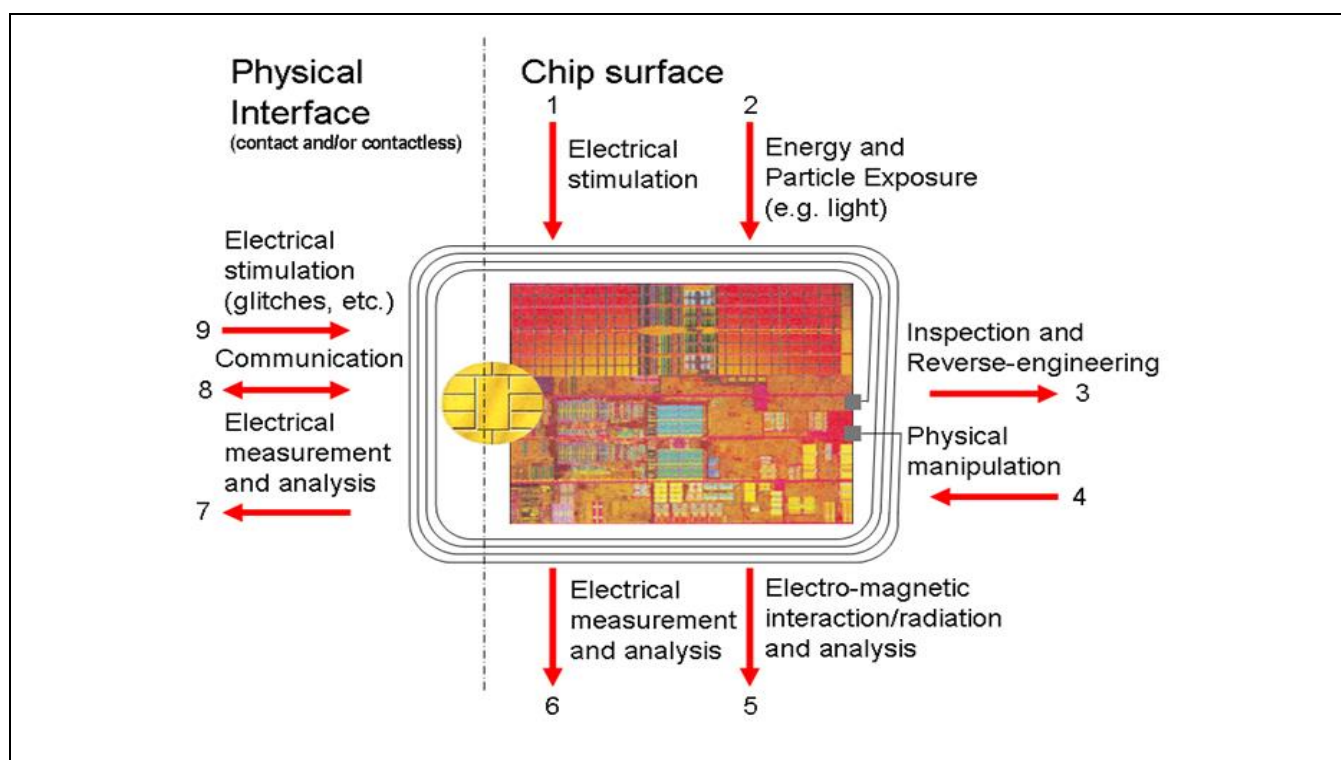 Physical
Interface
(contact and/or contactless)
Chip surface
1
2
Electrical
stimulation
Energy and
Particle Exposure
(e.g. light)
Electrical
stimulation
(glitches, etc.)
9
Communication
8
Electrical
measurement
and analysis
7
Inspection and
Reverse-engineering
3
Physical
manipulation
4
Electrical
measurement
and analysis
6
Electro-magnetic
interaction/radiation
and analysis
5